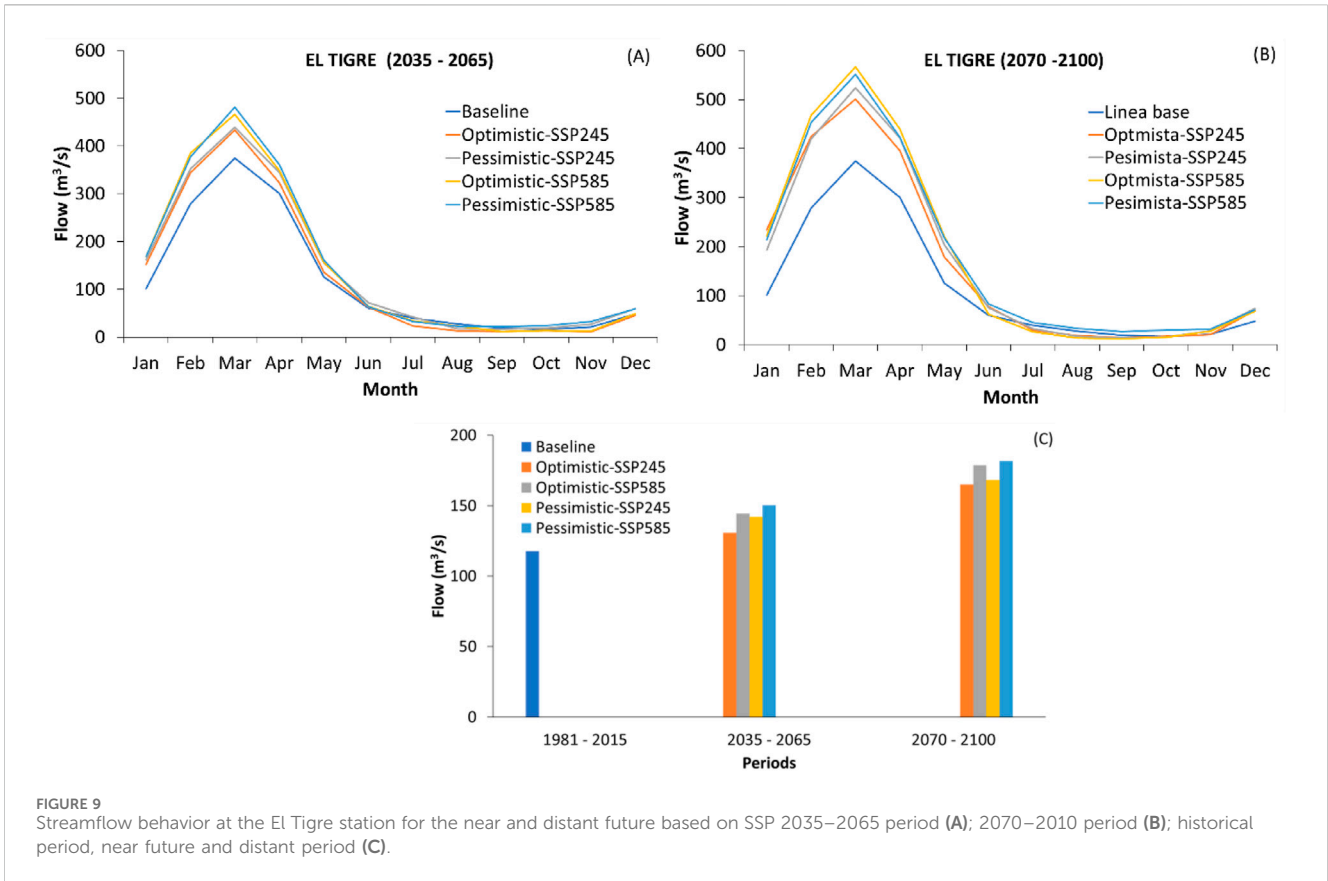 EL TIGRE (2035 - 2065)
(A)
600
500
400
300
200
100
0
Flow (m³/s)
Baseline
Optimistic-SSP245
Pessimistic-SSP245
Optimistic-SSP585
Pessimistic-SSP585
Jan Feb Mar Apr May Jun Jul Aug Sep Oct Nov Dec
Month
EL TIGRE (2070 -2100)
(B)
600
500
400
300
200
100
0
Flow (m³/s)
Linea base
Optmista-SSP245
Pesimista-SSP245
Optmista-SSP585
Pesimista-SSP585
Jan Feb Mar Apr May Jun Jul Aug Sep Oct Nov Dec
Month
(C)
200
150
100
50
0
Flow (m³/s)
Baseline
Optimistic-SSP245
Optimistic-SSP585
Pessimistic-SSP245
Pessimistic-SSP585
1981 - 2015 2035 - 2065 2070 - 2100
Periods
FIGURE 9
Streamflow behavior at the El Tigre station for the near and distant future based on SSP 2035–2065 period (A); 2070–2010 period (B); historical
period, near future and distant period (C).